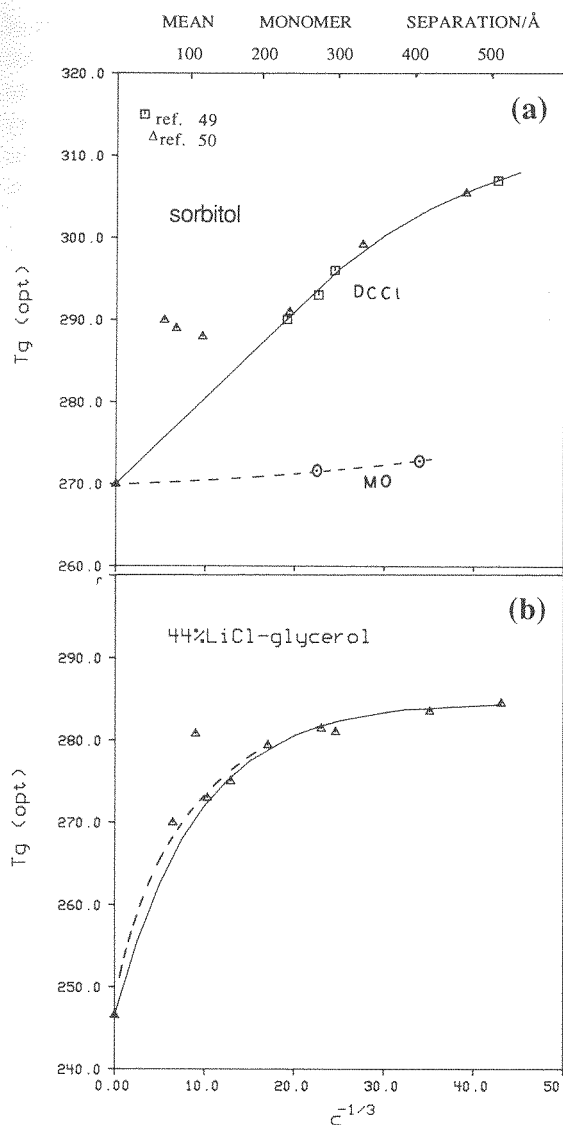 MEAN MONOMER SEPARATION/Å
100 200 300 400 500
320.0
(a)
ref. 49
ref. 50
310.0
sorbitol
300.0
DCCl
Tg (opt)
290.0
280.0
270.0
MO
260.0
(b)
44%LiCl-glycerol
290.0
280.0
Tg (opt)
270.0
260.0
250.0
240.0
0.00 10.0 20.0 30.0 40.0 50
C^-1/3